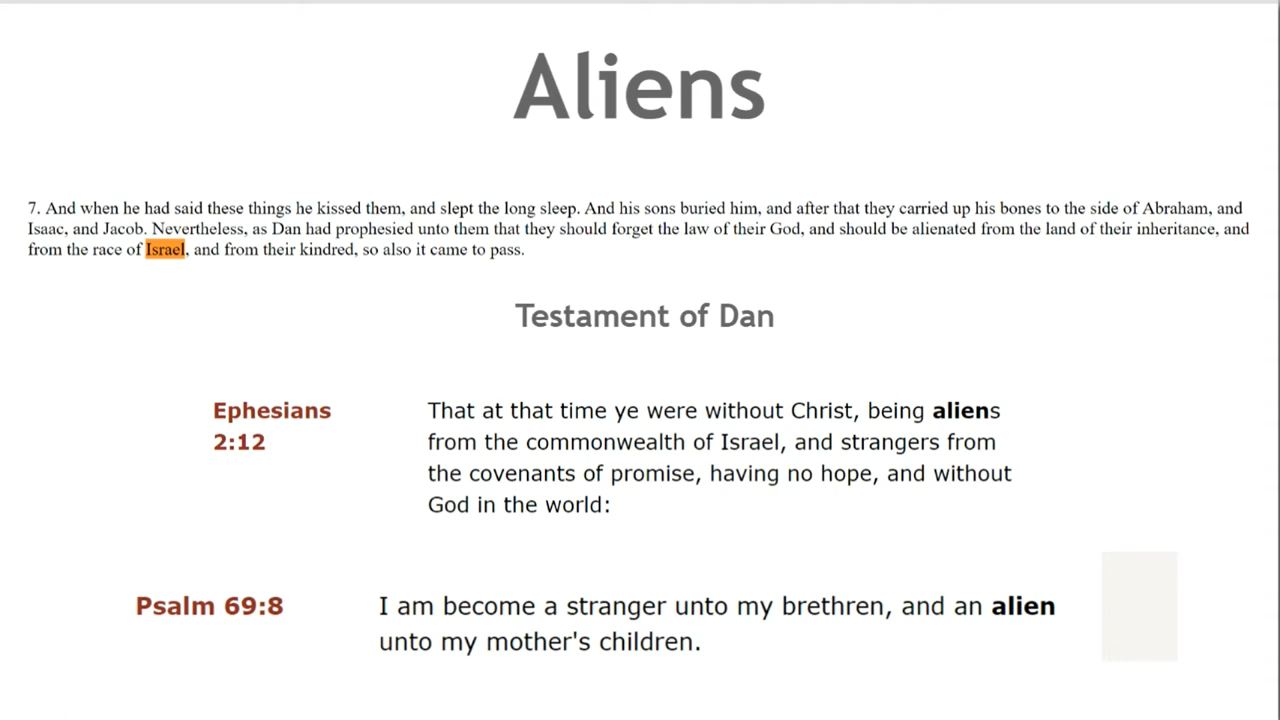 Aliens
7. And when he had said these things he kissed them, and slept the long sleep. And his sons buried him, and after that they carried up his bones to the side of Abraham, and
Isaac, and Jacob. Nevertheless, as Dan had prophesied unto them that they should forget the law of their God, and should be alienated from the land of their inheritance, and
from the race of Israel, and from their kindred, so also it came to pass.
Testament of Dan
Ephesians
2:12
That at that time ye were without Christ, being aliens
from the commonwealth of Israel, and strangers from
the covenants of promise, having no hope, and without
God in the world:
Psalm 69:8
I am become a stranger unto my brethren, and an alien
unto my mother's children.